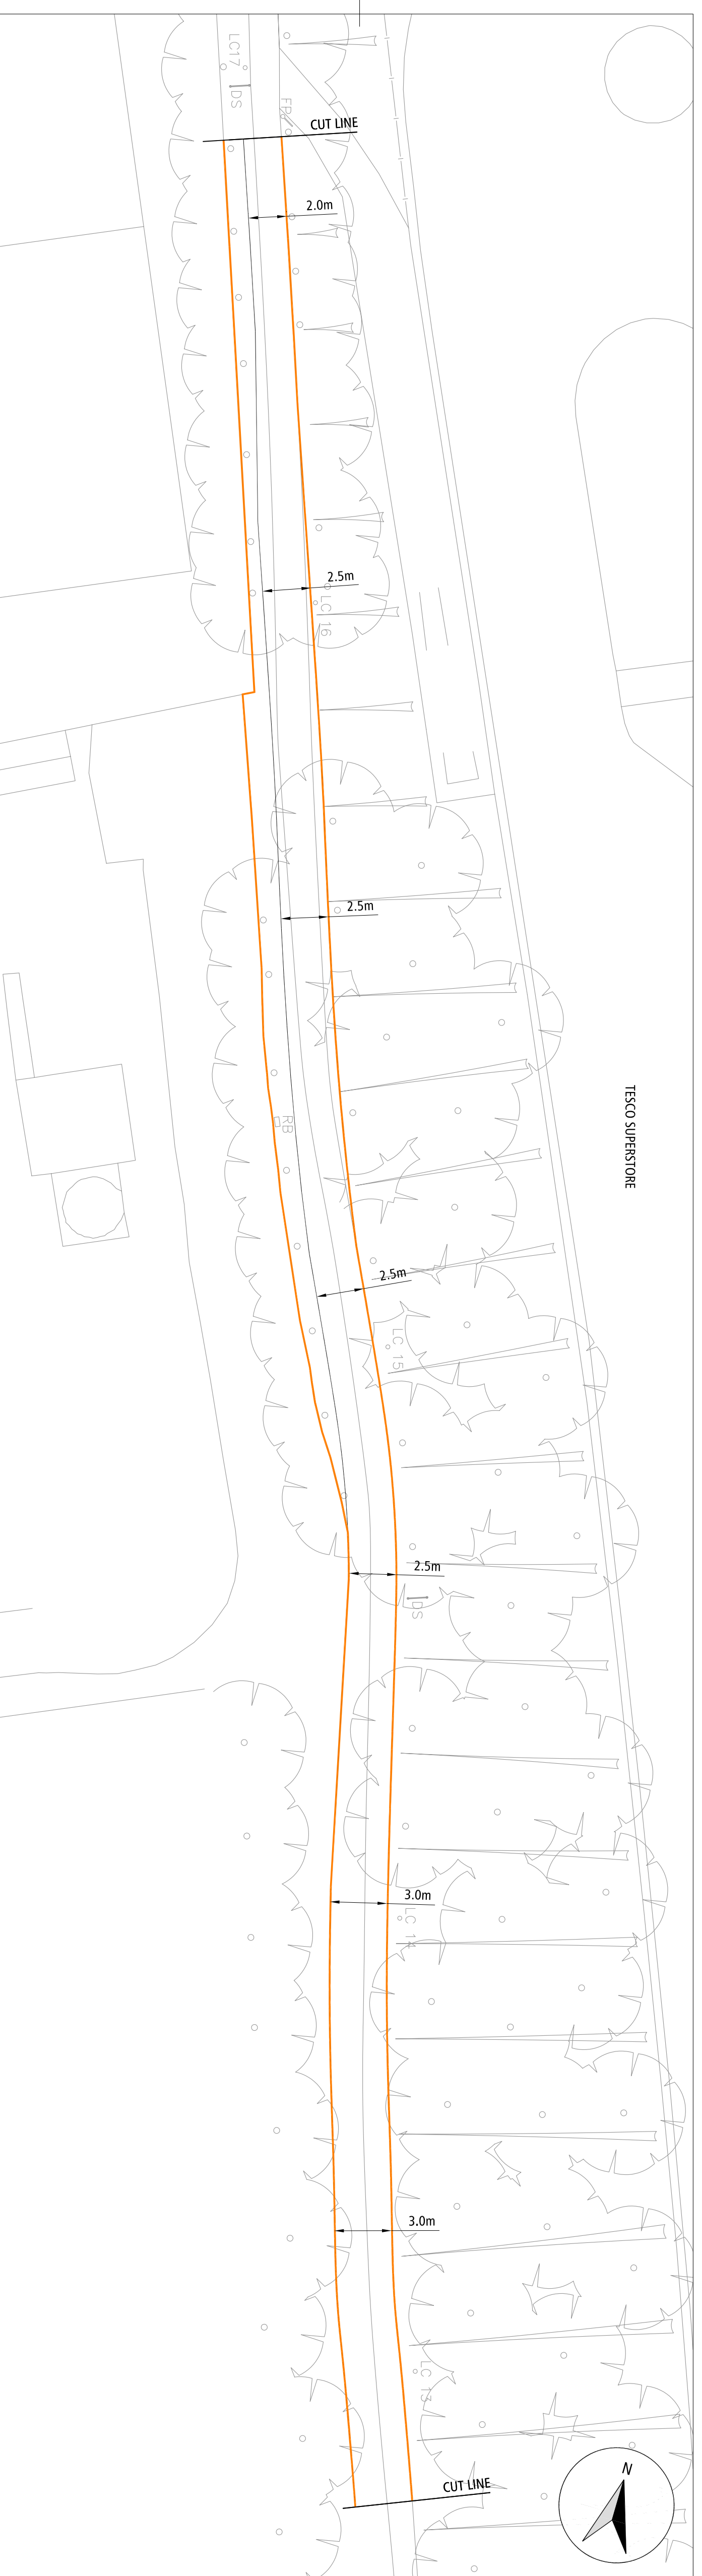 LC17
DS
FP
CUT LINE
2.0m
2.5m
LC 16
2.5m
RB
TESCO SUPERSTORE
2.5m
LC 15
2.5m
DS
3.0m
LC 14
3.0m
LC 13
CUT LINE
N